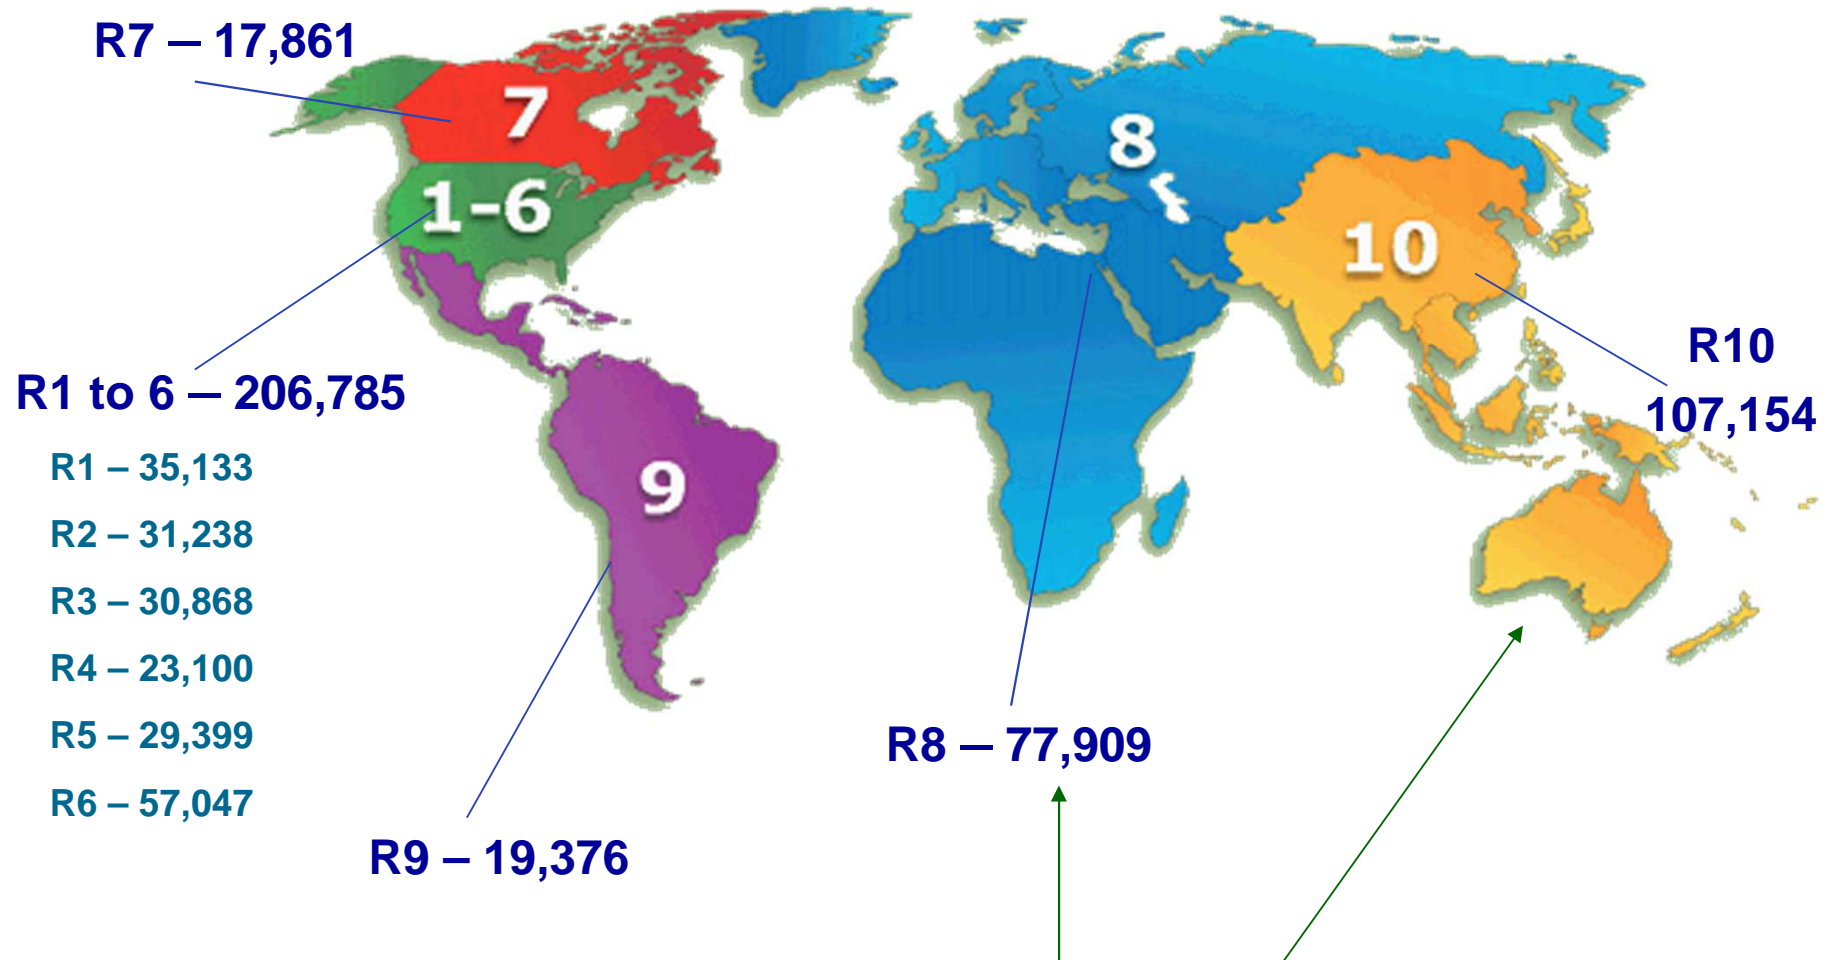 R7 – 17,861
7
8
1-6
10
R10
107,154
R1 to 6 – 206,785
R1 – 35,133
R2 – 31,238
R3 – 30,868
R4 – 23,100
R5 – 29,399
R6 – 57,047
9
R8 – 77,909
R9 – 19,376